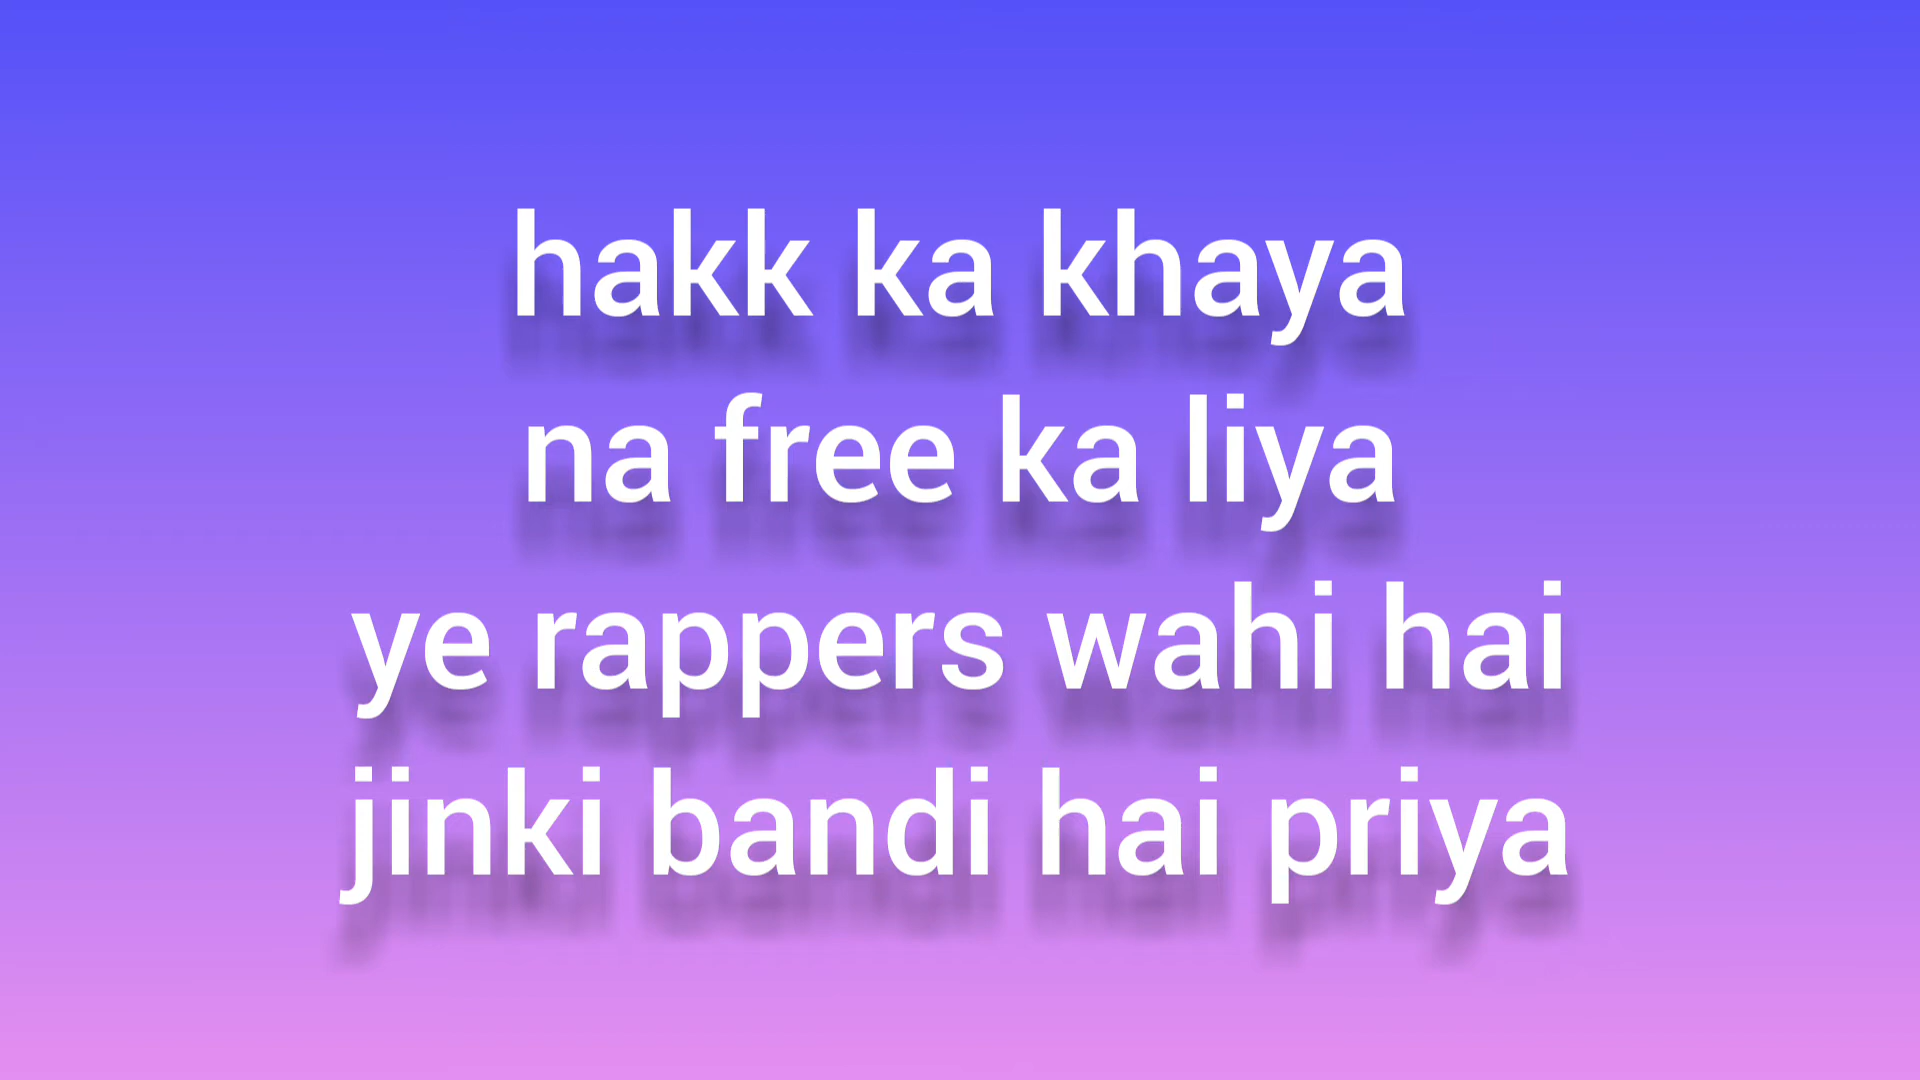 hakk ka khaya
na free ka liya
ye rappers wahi hai
jinki bandi hai priya